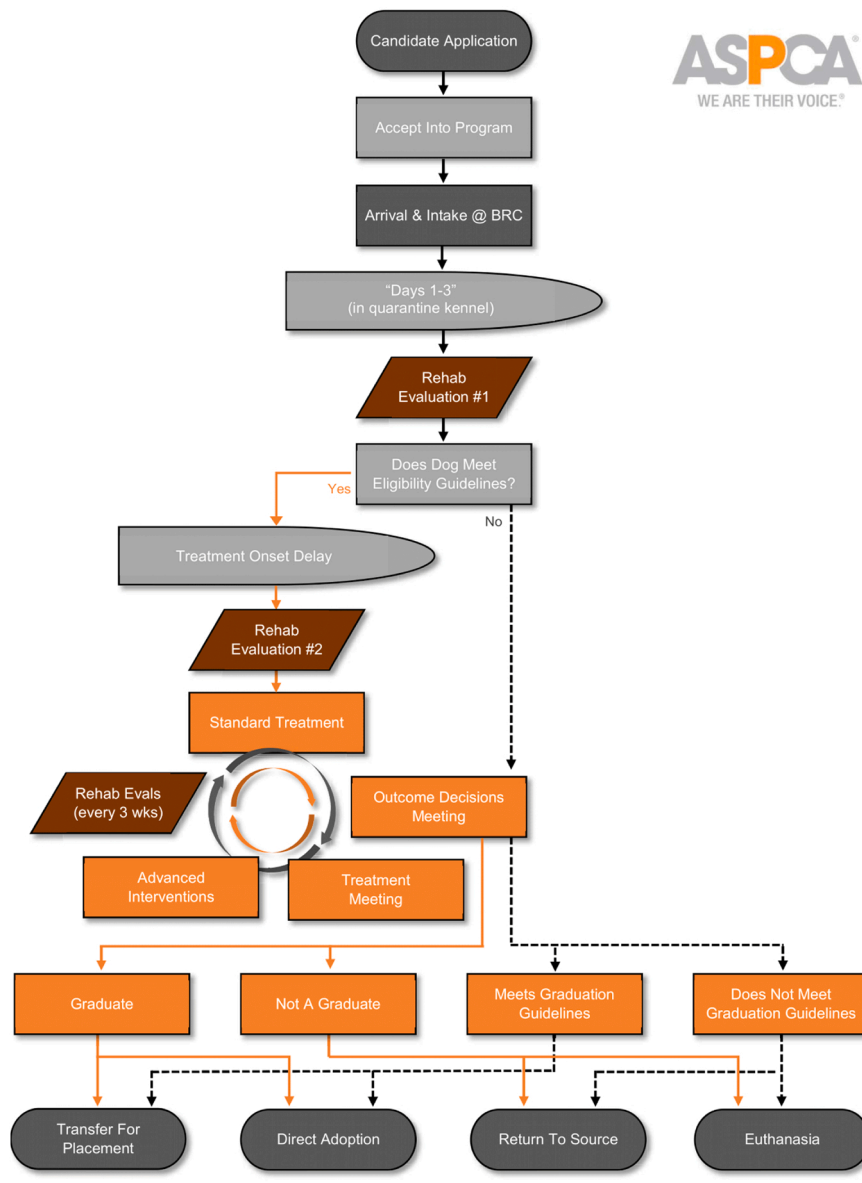 Candidate Application
ASPCA®
WE ARE THEIR VOICE®
Accept Into Program
Arrival & Intake @ BRC
“Days 1-3”
(in quarantine kennel)
Rehab
Evaluation #1
Does Dog Meet
Eligibility Guidelines?
Yes
No
Treatment Onset Delay
Rehab
Evaluation #2
Standard Treatment
Rehab Evals
(every 3 wks)
Outcome Decisions
Meeting
Advanced
Interventions
Treatment
Meeting
Graduate
Not A Graduate
Meets Graduation
Guidelines
Does Not Meet
Graduation Guidelines
Transfer For
Placement
Direct Adoption
Return To Source
Euthanasia